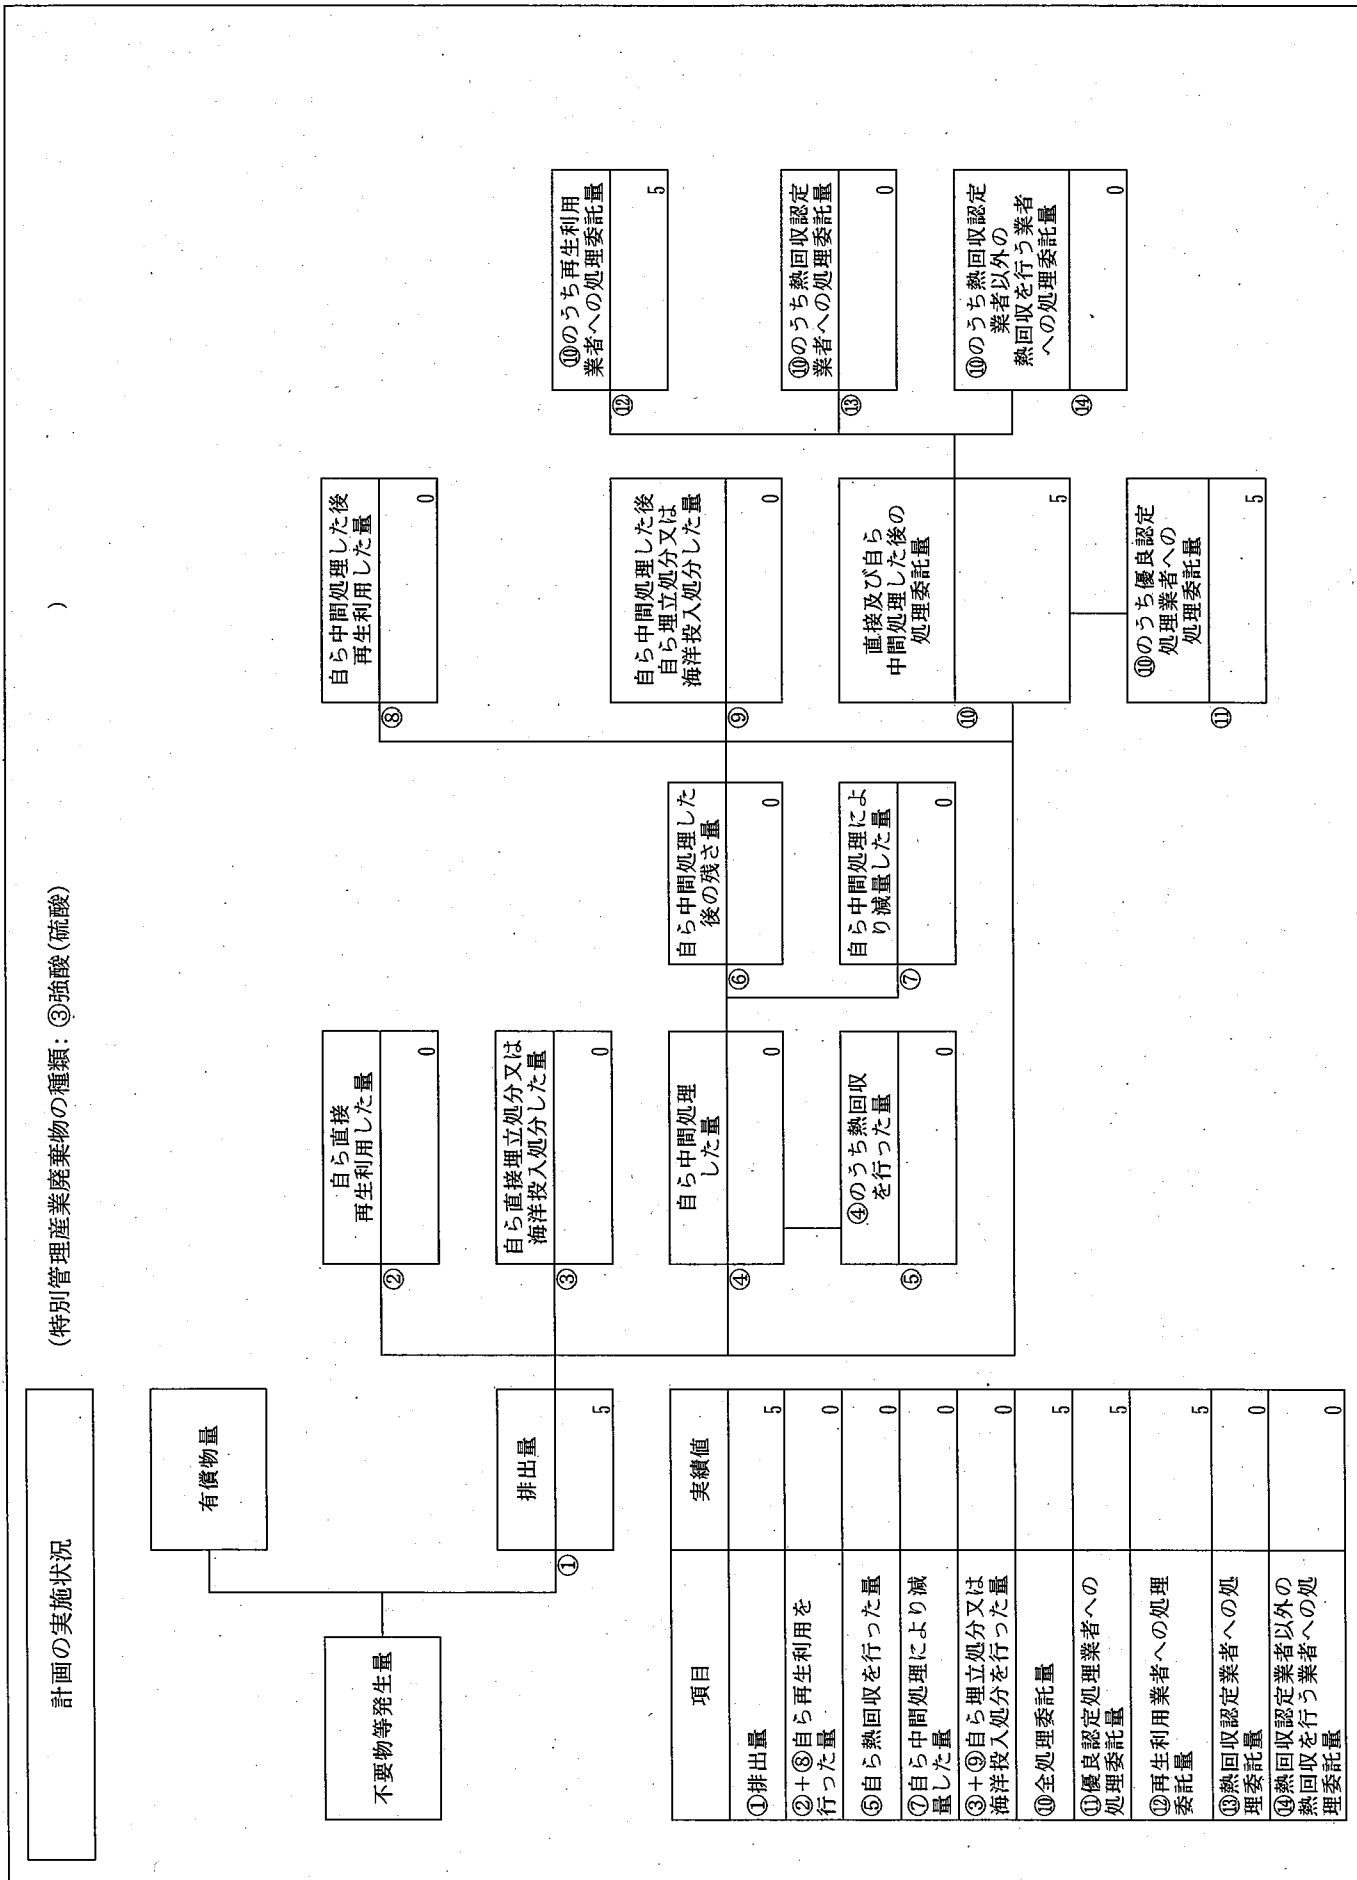 計画の実施状況
(特別管理産業廃棄物の種類：③強酸(硫酸)
)
不要物等発生量
有償物量
①
排出量
5
②
自ら直接
再生利用した量
0
③
自ら直接埋立処分又は
海洋投入処分した量
0
④
自ら中間処理
した量
0
⑤
④のうち熱回収
を行った量
0
⑥
自ら中間処理した
後の残さ量
0
⑦
自ら中間処理によ
り減量した量
0
⑧
自ら中間処理した後
再生利用した量
0
⑨
自ら中間処理した後
自ら埋立処分又は
海洋投入処分した量
0
⑩
直接及び自ら
中間処理した後の
処理委託量
5
⑪
⑩のうち優良認定
処理業者への
処理委託量
5
⑫
⑩のうち再生利用
業者への処理委託量
5
⑬
⑩のうち熱回収認定
業者への処理委託量
0
⑭
⑩のうち熱回収認定
業者以外の
熱回収を行う業者
への処理委託量
0
項目 実績値
①排出量 5
②+⑧自ら再生利用を
行った量 0
⑤自ら熱回収を行った量 0
⑦自ら中間処理により減
量した量 0
③+⑨自ら埋立処分又は
海洋投入処分を行った量 0
⑩全処理委託量 5
⑪優良認定処理業者への
処理委託量 5
⑫再生利用業者への処理
委託量 5
⑬熱回収認定業者への処
理委託量 0
⑭熱回収認定業者以外の
熱回収を行う業者への処
理委託量 0